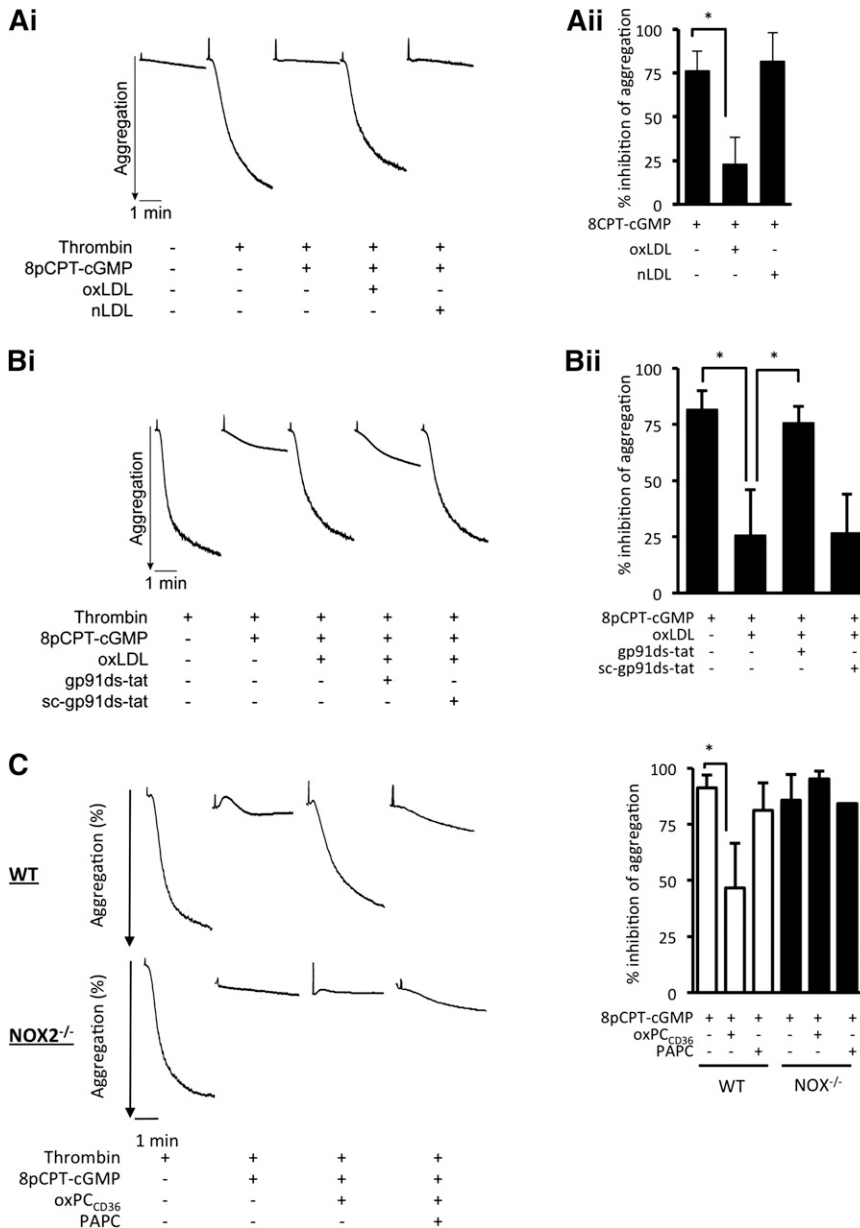 Ai
Aggregation
1 min
Thrombin - + + + +
8pCPT-cGMP - - + + +
oxLDL - - - + -
nLDL - - - - +
Aii
% inhibition of aggregation
100
75
50
25
0
8CPT-cGMP + + +
oxLDL - + -
nLDL - - +
*
Bi
Aggregation
1 min
Thrombin + + + + +
8pCPT-cGMP - + + + +
oxLDL - - + + +
gp91ds-tat - - - + -
sc-gp91ds-tat - - - - +
Bii
% inhibition of aggregation
100
75
50
25
0
* *
8pCPT-cGMP + + + +
oxLDL - + + +
gp91ds-tat - - + -
sc-gp91ds-tat - - - +
C
WT
Aggregation (%)
NOX2-/-
Aggregation (%)
1 min
Thrombin + + + +
8pCPT-cGMP - + + +
oxPCCD36 - - + +
PAPC - - - +
% inhibition of aggregation
100
75
50
25
0
*
8pCPT-cGMP + + + + + +
oxPCCD36 - + - - + -
PAPC - - + - - +
WT NOX-/-